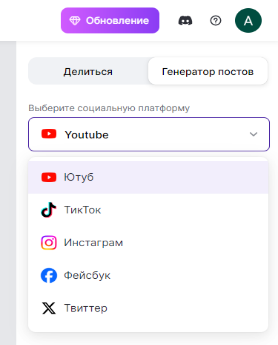 Обновление
A
Делиться
Генератор постов
Выберите социальную платформу
Youtube
Ютуб
ТикТок
Инстаграм
Фейсбук
Твиттер